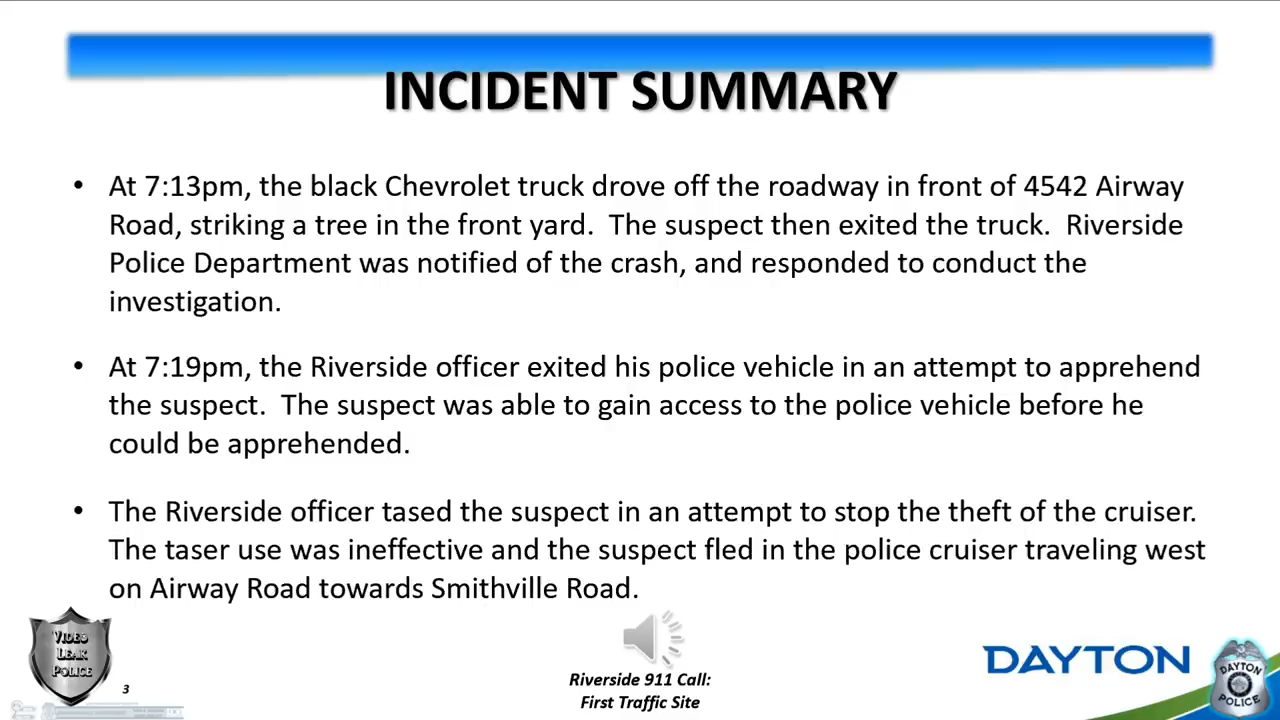 INCIDENT SUMMARY
• At 7:13pm, the black Chevrolet truck drove off the roadway in front of 4542 Airway
Road, striking a tree in the front yard.  The suspect then exited the truck.  Riverside
Police Department was notified of the crash, and responded to conduct the
investigation.
• At 7:19pm, the Riverside officer exited his police vehicle in an attempt to apprehend
the suspect.  The suspect was able to gain access to the police vehicle before he
could be apprehended.
• The Riverside officer tased the suspect in an attempt to stop the theft of the cruiser.
The taser use was ineffective and the suspect fled in the police cruiser traveling west
on Airway Road towards Smithville Road.
VIDEO
LEAK
POLICE
3
Riverside 911 Call:
First Traffic Site
DAYTON
DAYTON
POLICE